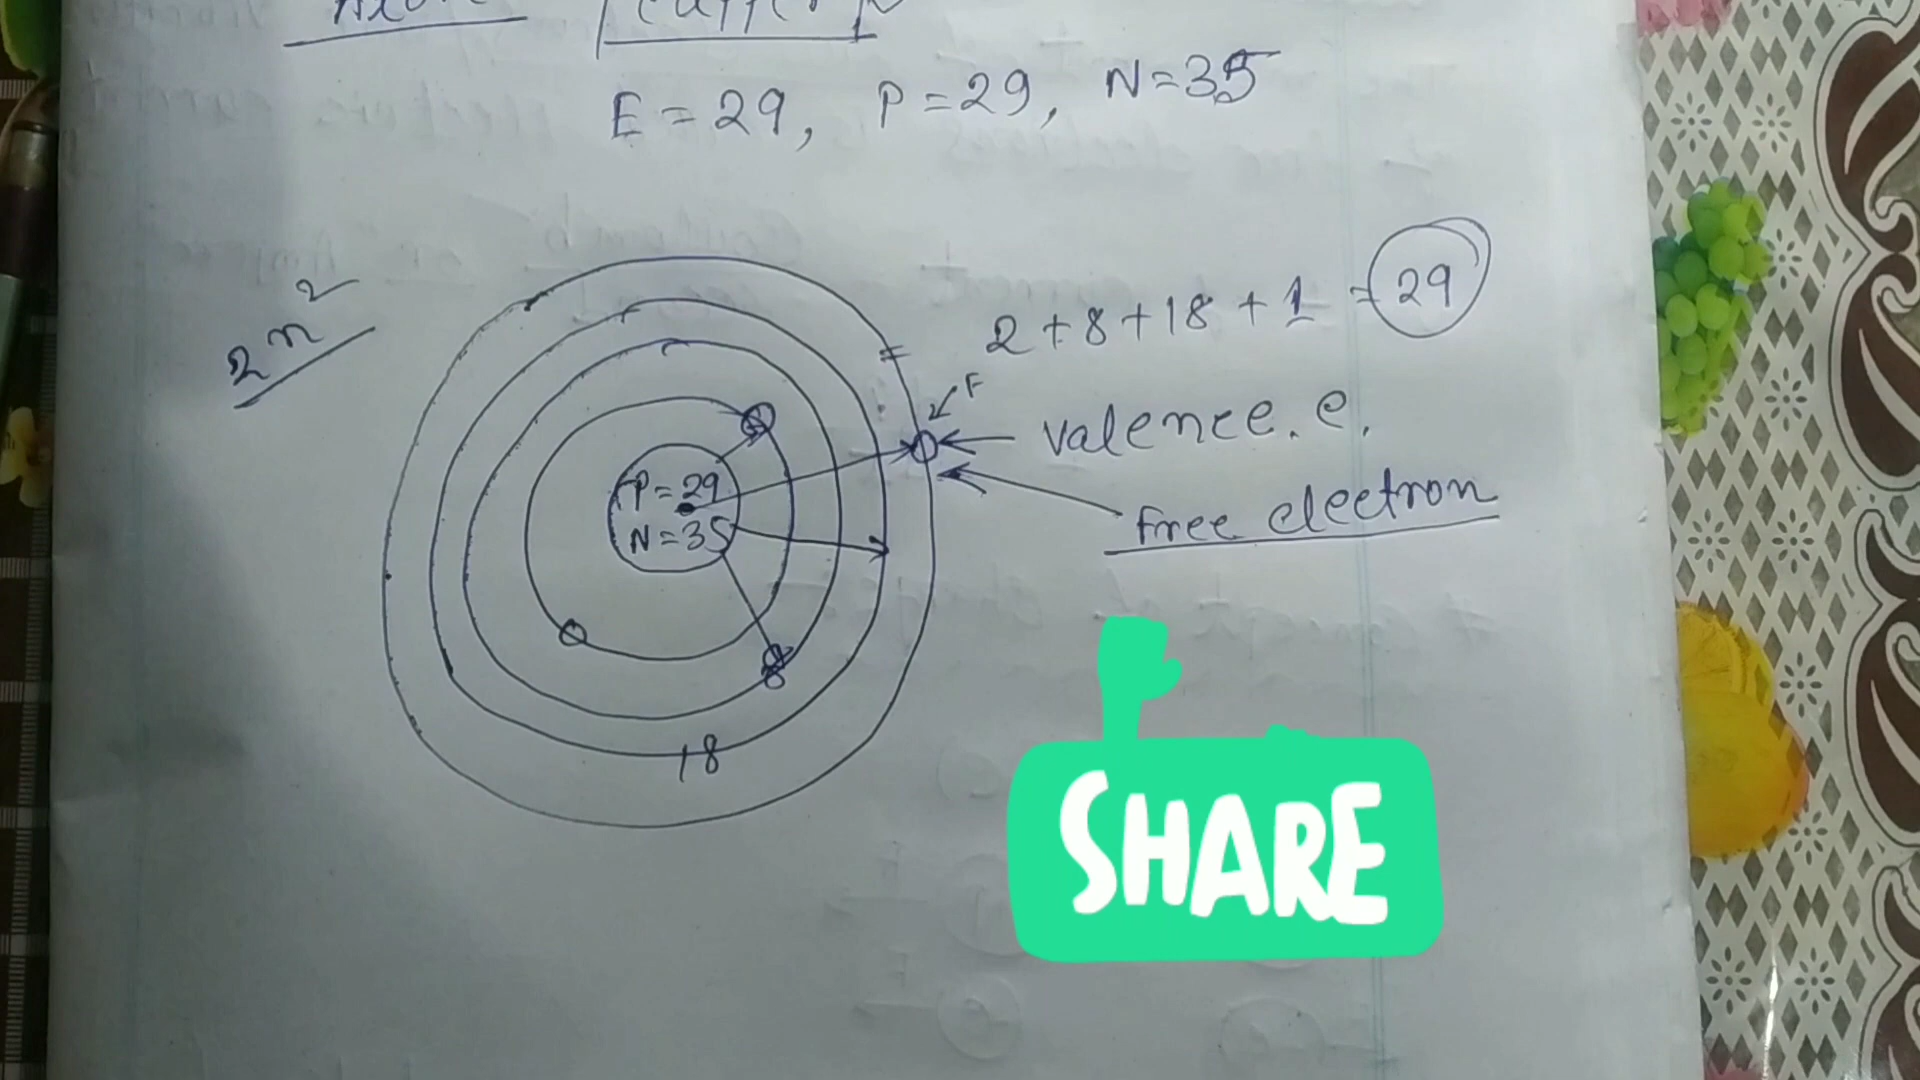 E = 29, P = 29, N = 35
2n²
2 + 8 + 18 + 1 = 29
F
valence. e.
P = 29
N = 35
Free electron
8
18
SHARE